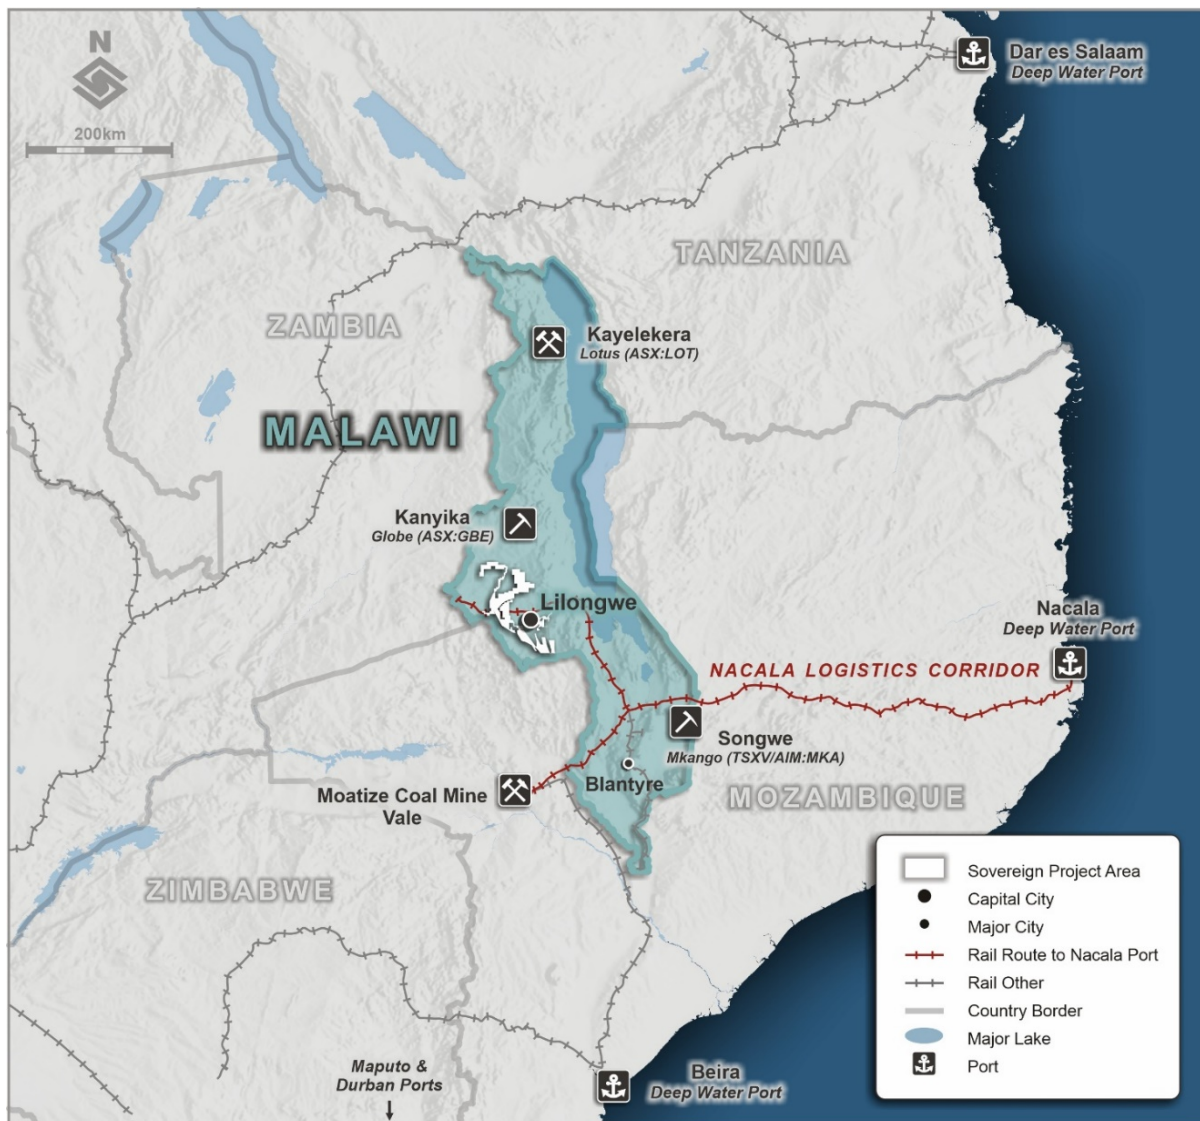 N
200km
Dar es Salaam
Deep Water Port
TANZANIA
ZAMBIA
Kayelekera
Lotus (ASX:LOT)
MALAWI
Kanyika
Globe (ASX:GBE)
Lilongwe
Nacala
Deep Water Port
NACALA LOGISTICS CORRIDOR
Songwe
Mkango (TSXV/AIM:MKA)
Blantyre
Moatize Coal Mine
Vale
MOZAMBIQUE
ZIMBABWE
Maputo &
Durban Ports
Beira
Deep Water Port
Sovereign Project Area
Capital City
Major City
Rail Route to Nacala Port
Rail Other
Country Border
Major Lake
Port